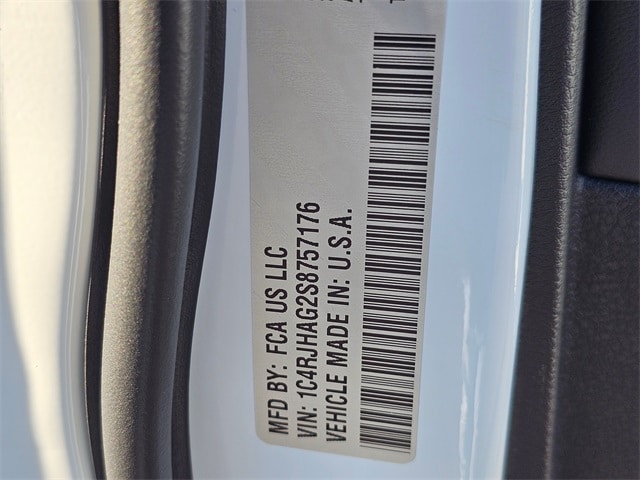 MFD BY: FCA US LLC
VIN: 1C4RJHAG2S8757176
VEHICLE MADE IN: U.S.A.